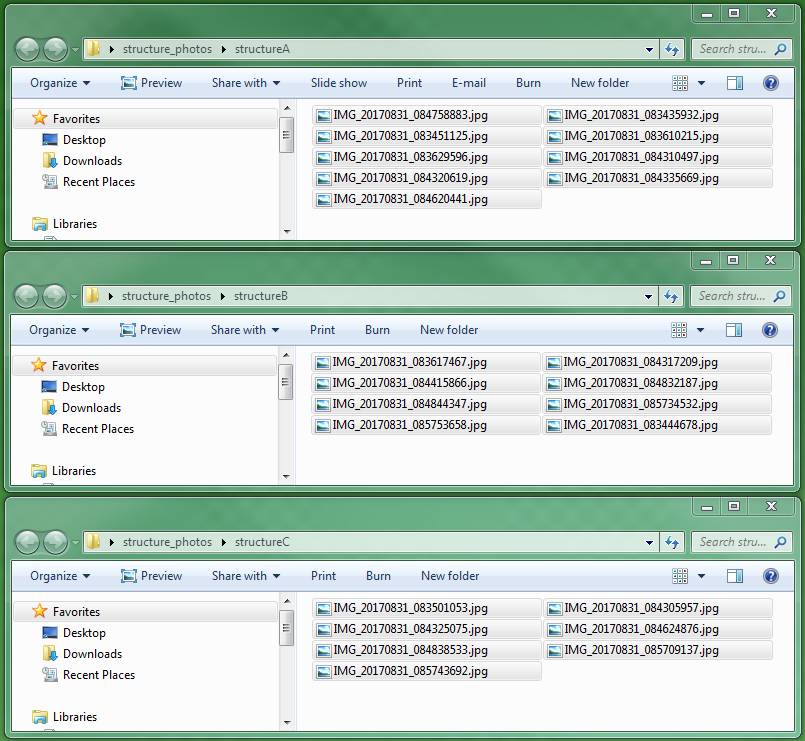 structure_photos structureA Search stru...
Organize Preview Share with Slide show Print E-mail Burn New folder
Favorites
Desktop
Downloads
Recent Places
Libraries
IMG_20170831_084758883.jpg IMG_20170831_083435932.jpg
IMG_20170831_083451125.jpg IMG_20170831_083610215.jpg
IMG_20170831_083629596.jpg IMG_20170831_084310497.jpg
IMG_20170831_084320619.jpg IMG_20170831_084335669.jpg
IMG_20170831_084620441.jpg
structure_photos structureB Search stru...
Organize Preview Share with Print Burn New folder
Favorites
Desktop
Downloads
Recent Places
Libraries
IMG_20170831_083617467.jpg IMG_20170831_084317209.jpg
IMG_20170831_084415866.jpg IMG_20170831_084832187.jpg
IMG_20170831_084844347.jpg IMG_20170831_085734532.jpg
IMG_20170831_085753658.jpg IMG_20170831_083444678.jpg
structure_photos structureC Search stru...
Organize Preview Share with Print Burn New folder
Favorites
Desktop
Downloads
Recent Places
Libraries
IMG_20170831_083501053.jpg IMG_20170831_084305957.jpg
IMG_20170831_084325075.jpg IMG_20170831_084624876.jpg
IMG_20170831_084838533.jpg IMG_20170831_085709137.jpg
IMG_20170831_085743692.jpg